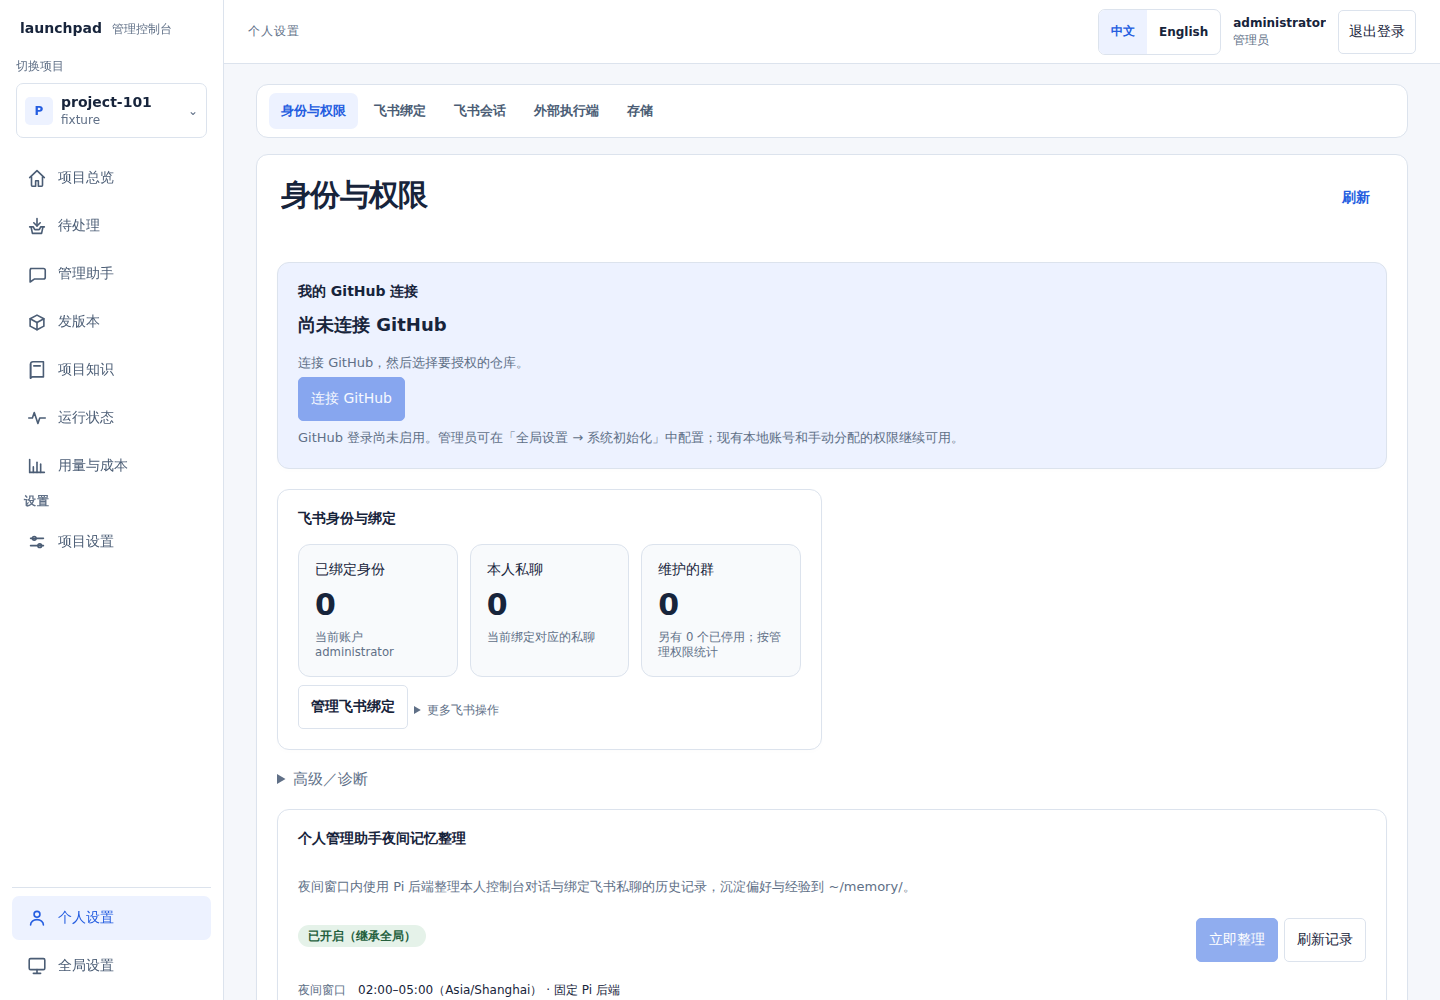 launchpad 管理控制台
切换项目
P
project-101
fixture
项目总览
待处理
管理助手
发版本
项目知识
运行状态
用量与成本
设置
项目设置
个人设置
全局设置
个人设置
中文 English
administrator
管理员
退出登录
身份与权限 飞书绑定 飞书会话 外部执行端 存储
身份与权限
刷新
我的 GitHub 连接
尚未连接 GitHub
连接 GitHub，然后选择要授权的仓库。
连接 GitHub
GitHub 登录尚未启用。管理员可在「全局设置 → 系统初始化」中配置；现有本地账号和手动分配的权限继续可用。
飞书身份与绑定
已绑定身份
0
当前账户
administrator
本人私聊
0
当前绑定对应的私聊
维护的群
0
另有 0 个已停用；按管
理权限统计
管理飞书绑定
▶ 更多飞书操作
▶ 高级／诊断
个人管理助手夜间记忆整理
夜间窗口内使用 Pi 后端整理本人控制台对话与绑定飞书私聊的历史记录，沉淀偏好与经验到 ~/memory/。
已开启（继承全局）
立即整理 刷新记录
夜间窗口 02:00–05:00（Asia/Shanghai） · 固定 Pi 后端